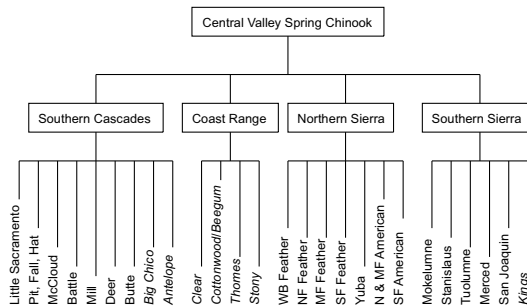 Central Valley Spring Chinook
Southern Cascades
Coast Range
Northern Sierra
Southern Sierra
Little Sacramento
Pit, Fall, Hat
McCloud
Battle
Mill
Deer
Butte
Big Chico
Antelope
Clear
Cottonwood/Beegum
Thomes
Stony
WB Feather
NF Feather
MF Feather
SF Feather
Yuba
N & MF American
SF American
Mokelumne
Stanislaus
Tuolumne
Merced
San Joaquin
Kings